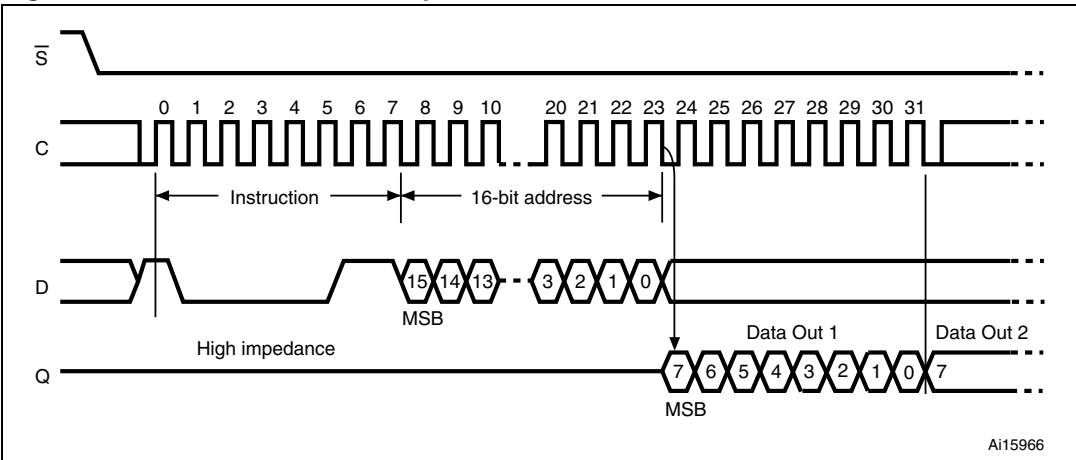 S
0 1 2 3 4 5 6 7 8 9 10 20 21 22 23 24 25 26 27 28 29 30 31
C
Instruction 16-bit address
D
15 14 13 3 2 1 0
MSB
Data Out 1 Data Out 2
High impedance
Q
7 6 5 4 3 2 1 0 7
MSB
Ai15966